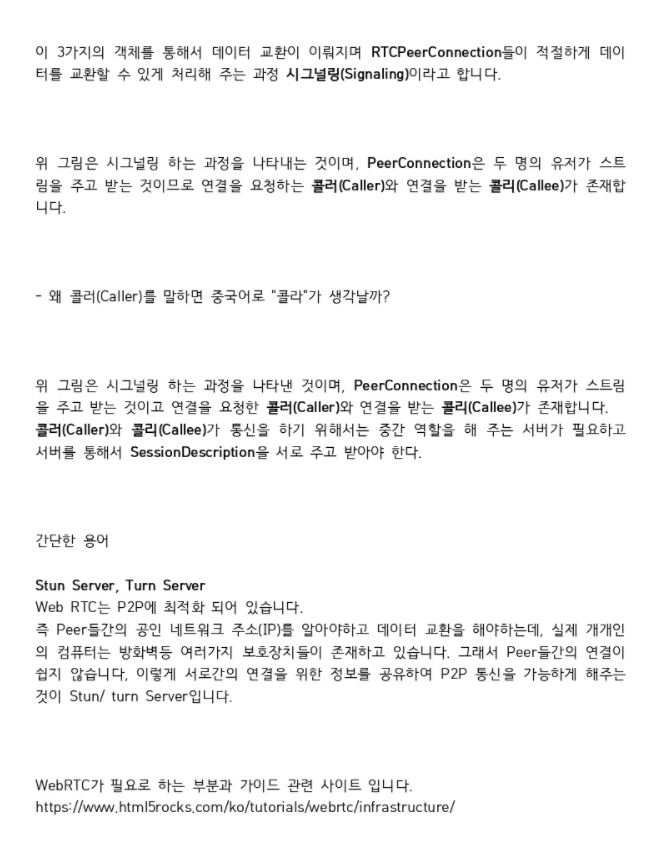 이 3가지의 객체를 통해서 데이터 교환이 이뤄지며 RTCPeerConnection들이 적절하게 데이
터를 교환할 수 있게 처리해 주는 과정 시그널링(Signaling)이라고 합니다.
위 그림은 시그널링 하는 과정을 나타내는 것이며, PeerConnection은 두 명의 유저가 스트
림을 주고 받는 것이므로 연결을 요청하는 콜러(Caller)와 연결을 받는 콜리(Callee)가 존재합
니다.
- 왜 콜러(Caller)를 말하면 중국어로 "콜라"가 생각날까?
위 그림은 시그널링 하는 과정을 나타낸 것이며, PeerConnection은 두 명의 유저가 스트림
을 주고 받는 것이고 연결을 요청한 콜러(Caller)와 연결을 받는 콜리(Callee)가 존재합니다.
콜러(Caller)와 콜리(Callee)가 통신을 하기 위해서는 중간 역할을 해 주는 서버가 필요하고
서버를 통해서 SessionDescription을 서로 주고 받아야 한다.
간단한 용어
Stun Server, Turn Server
Web RTC는 P2P에 최적화 되어 있습니다.
즉 Peer들간의 공인 네트워크 주소(IP)를 알아야하고 데이터 교환을 해야하는데, 실제 개개인
의 컴퓨터는 방화벽등 여러가지 보호장치들이 존재하고 있습니다. 그래서 Peer들간의 연결이
쉽지 않습니다, 이렇게 서로간의 연결을 위한 정보를 공유하여 P2P 통신을 가능하게 해주는
것이 Stun/ turn Server입니다.
WebRTC가 필요로 하는 부분과 가이드 관련 사이트 입니다.
https://www.html5rocks.com/ko/tutorials/webrtc/infrastructure/